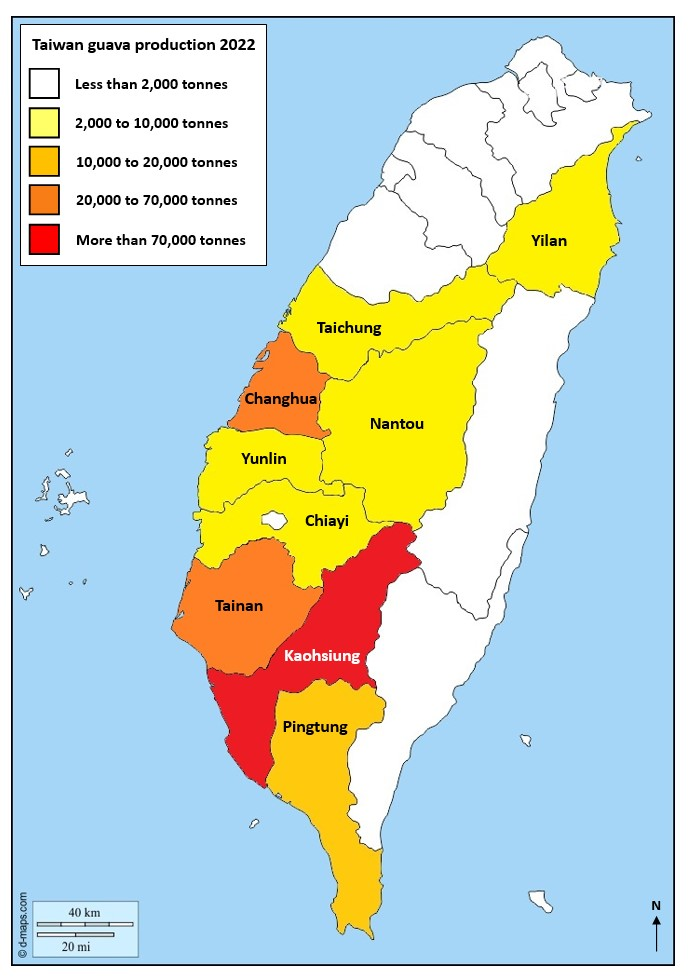 Taiwan guava production 2022
Less than 2,000 tonnes
2,000 to 10,000 tonnes
10,000 to 20,000 tonnes
20,000 to 70,000 tonnes
More than 70,000 tonnes
Yilan
Taichung
Changhua
Nantou
Yunlin
Chiayi
Tainan
Kaohsiung
Pingtung
© d-maps.com
40 km
20 mi
N